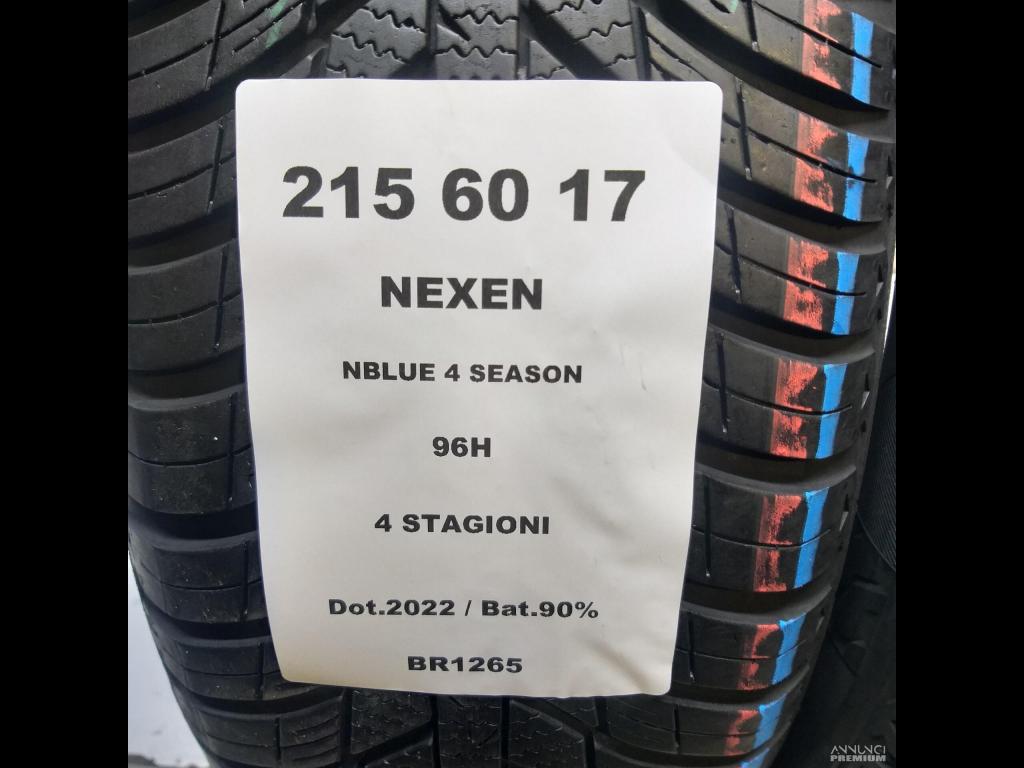 215 60 17
NEXEN
NBLUE 4 SEASON
96H
4 STAGIONI
Dot.2022 / Bat.90%
BR1265
ANNUNCI
PREMIUM